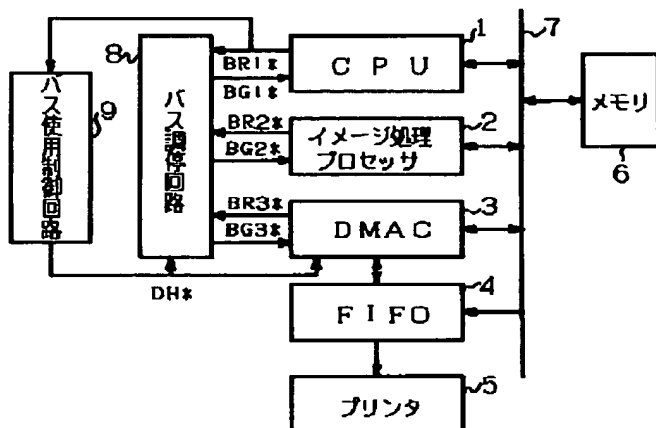 8
BR1*
BG1*
CPU
1
7
バス使用制御回路
9
バス調停回路
BR2*
BG2*
イメージ処理
プロセッサ
2
メモリ
6
BR3*
BG3*
DMAC
3
DH*
FIFO
4
プリンタ
5